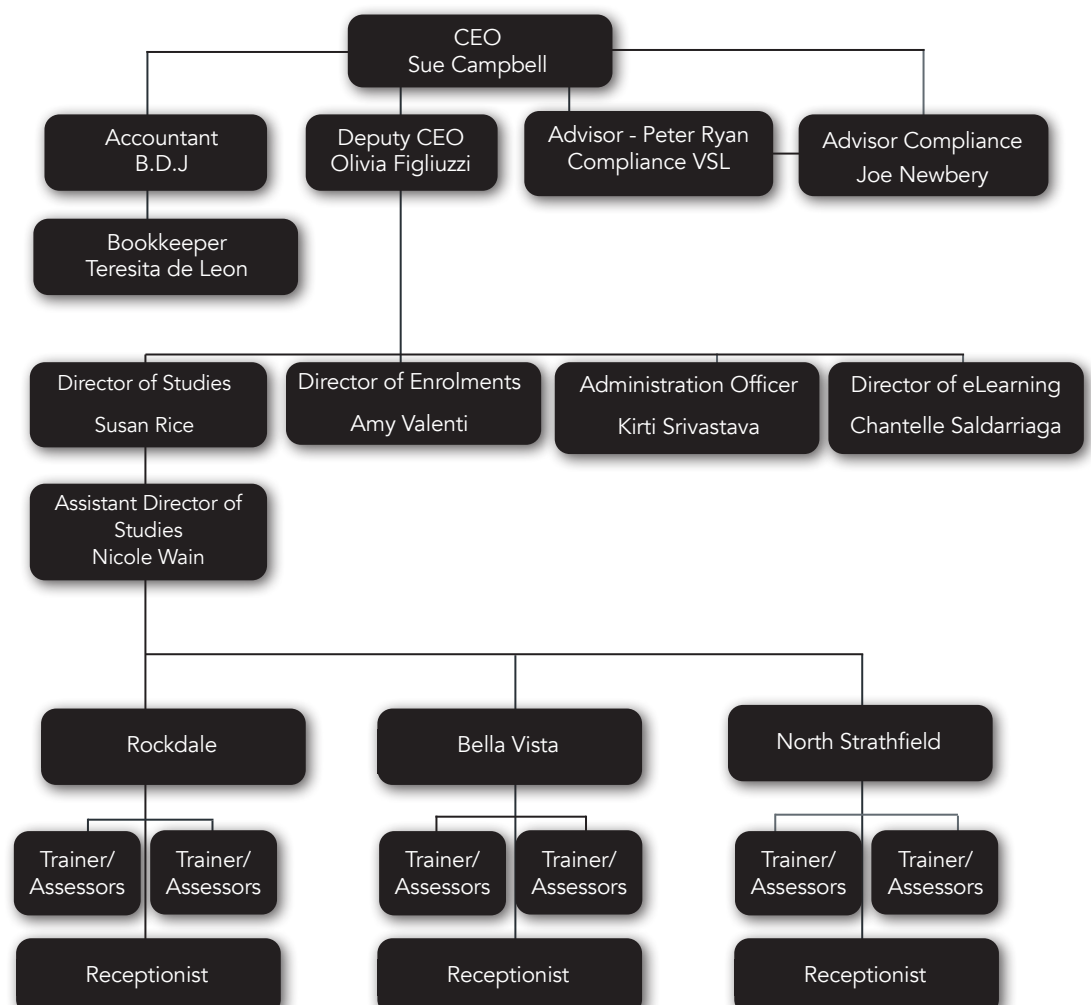 CEO
Sue Campbell
Accountant
B.D.J
Deputy CEO
Olivia Figliuzzi
Advisor - Peter Ryan
Compliance VSL
Advisor Compliance
Joe Newbery
Bookkeeper
Teresita de Leon
Director of Studies
Susan Rice
Director of Enrolments
Amy Valenti
Administration Officer
Kirti Srivastava
Director of eLearning
Chantelle Saldarriaga
Assistant Director of
Studies
Nicole Wain
Rockdale
Bella Vista
North Strathfield
Trainer/
Assessors
Trainer/
Assessors
Trainer/
Assessors
Trainer/
Assessors
Trainer/
Assessors
Trainer/
Assessors
Receptionist
Receptionist
Receptionist